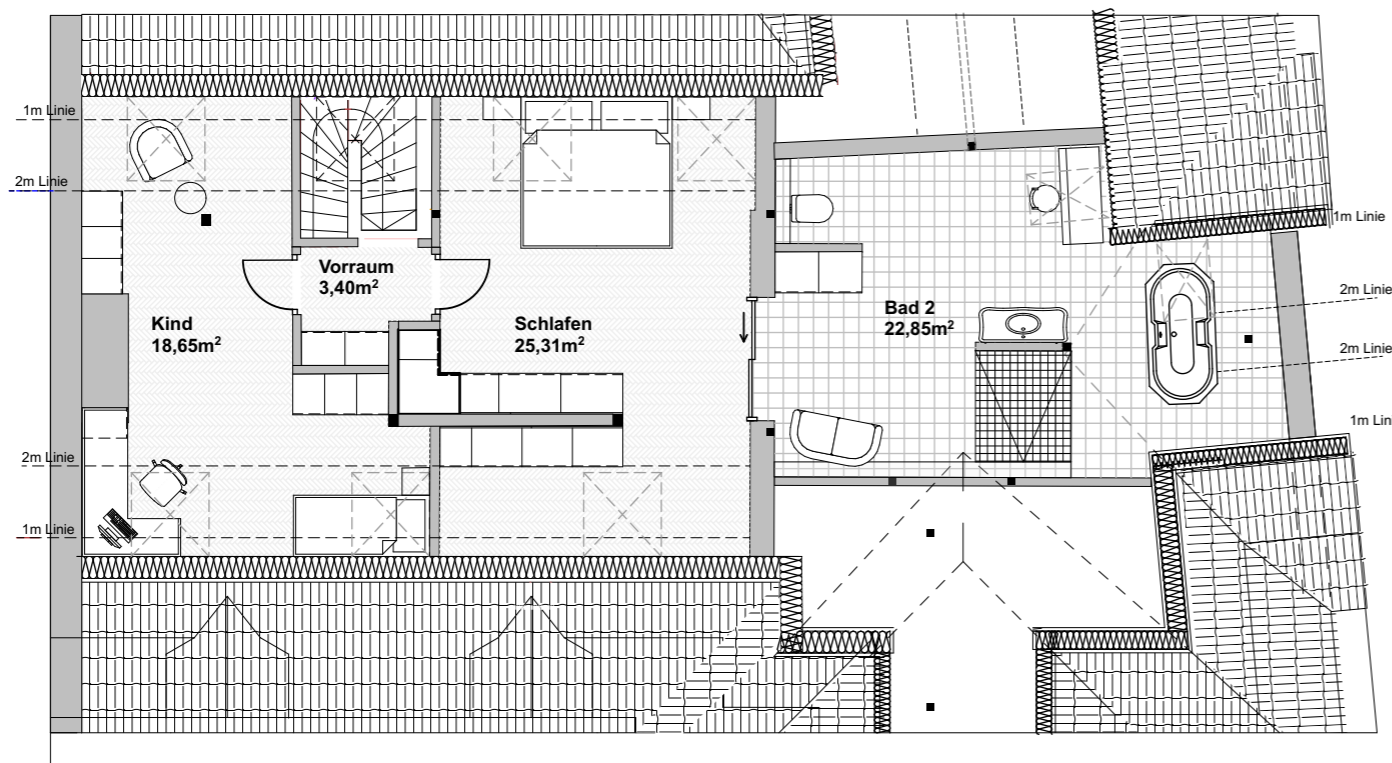 1m Linie
2m Linie
1m Linie
Vorraum
3,40m²
2m Linie
Bad 2
22,85m²
Kind
18,65m²
Schlafen
25,31m²
2m Linie
1m Lin
2m Linie
1m Linie